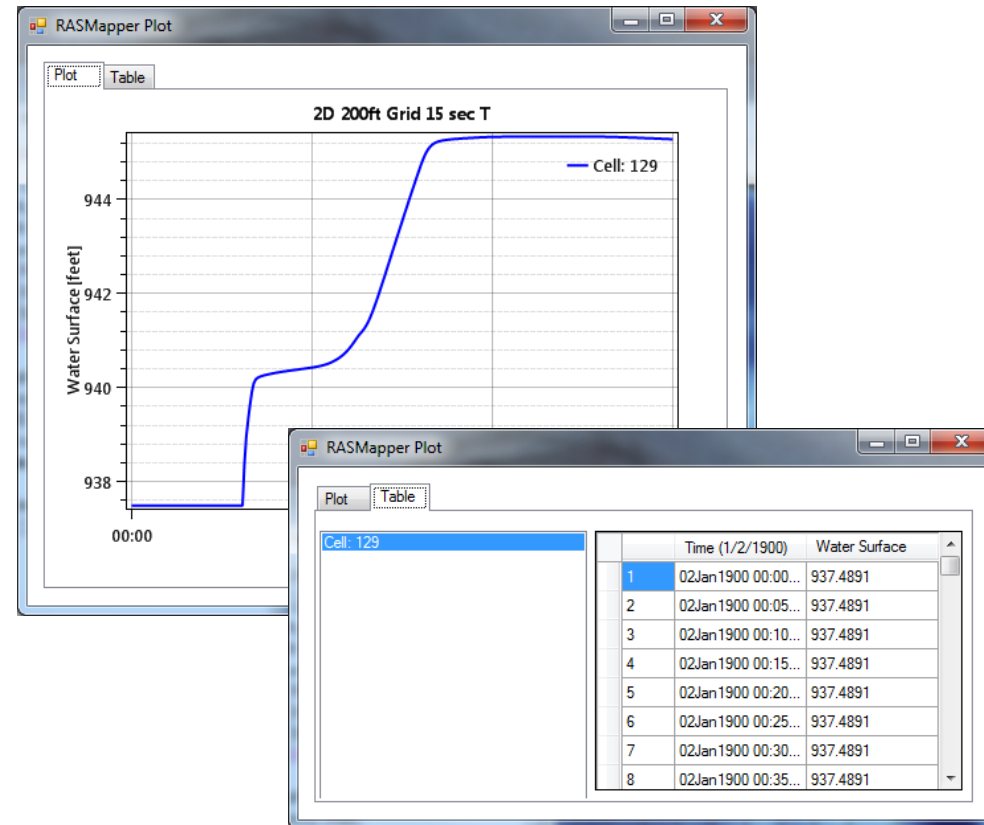 RASMapper Plot
Plot Table
2D 200ft Grid 15 sec T
Cell: 129
Water Surface [feet]
944
942
940
938
00:00
RASMapper Plot
Plot Table
Cell: 129
Time (1/2/1900) Water Surface
1 02Jan1900 00:00... 937.4891
2 02Jan1900 00:05... 937.4891
3 02Jan1900 00:10... 937.4891
4 02Jan1900 00:15... 937.4891
5 02Jan1900 00:20... 937.4891
6 02Jan1900 00:25... 937.4891
7 02Jan1900 00:30... 937.4891
8 02Jan1900 00:35... 937.4891